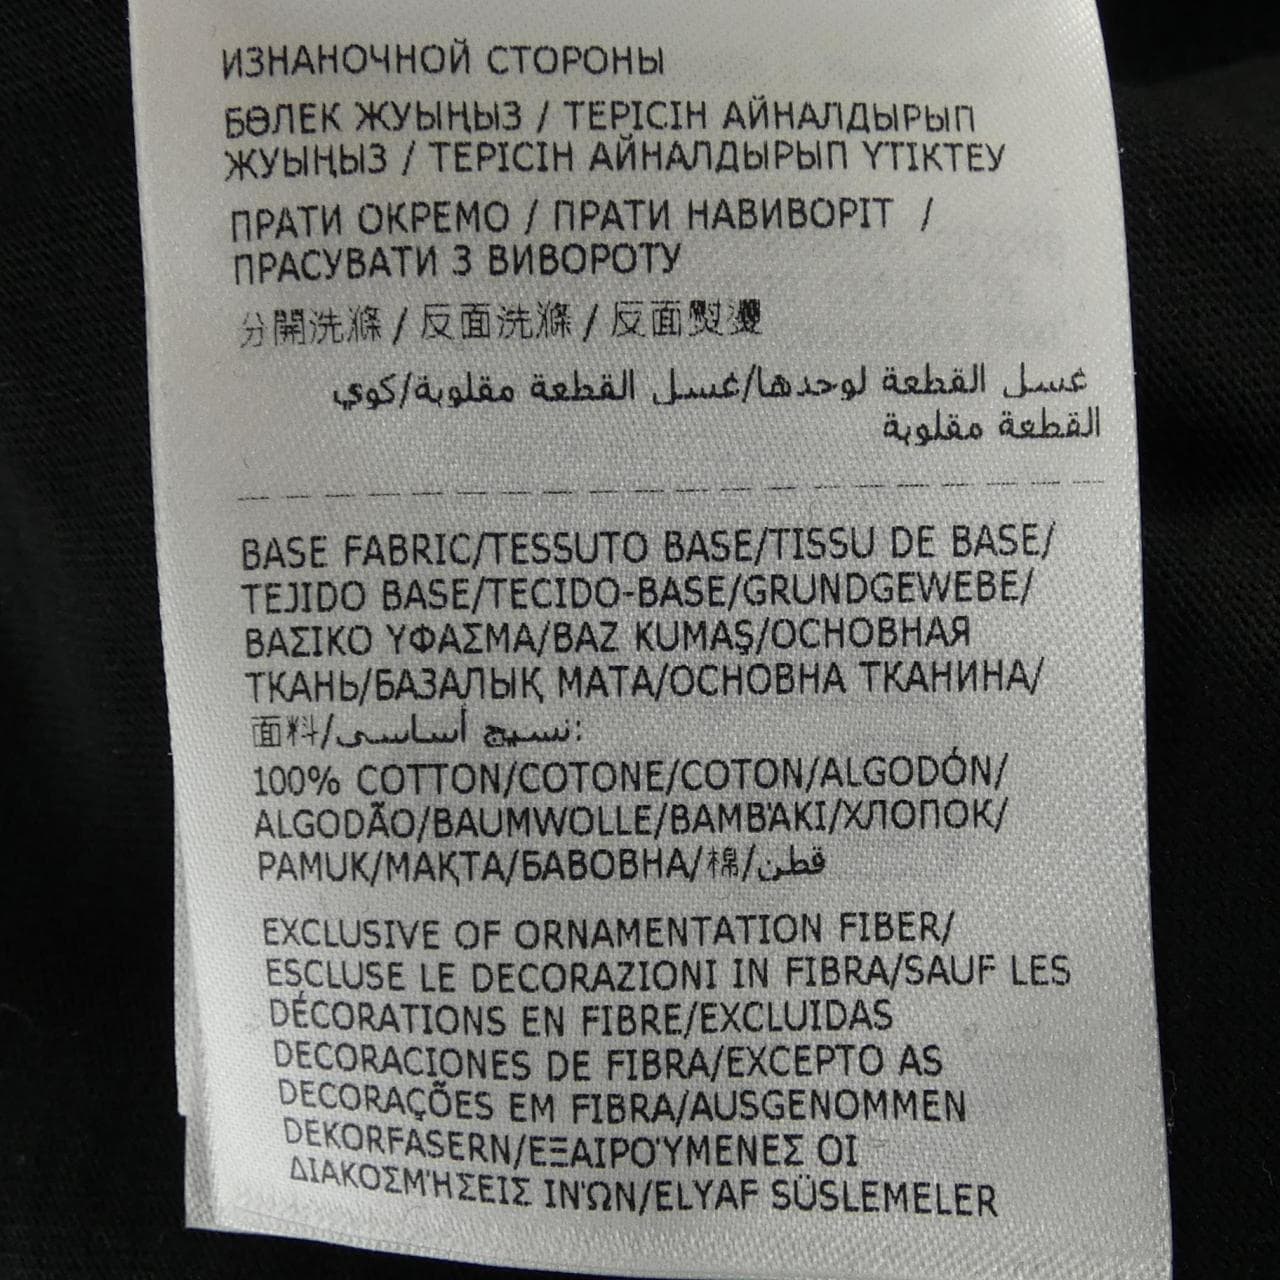 ИЗНАНОЧНОЙ СТОРОНЫ
БӨЛЕК ЖУЫҢЫЗ / ТЕРІСІН АЙНАЛДЫРЫП
ЖУЫҢЫЗ / ТЕРІСІН АЙНАЛДЫРЫП ҮТІКТЕУ
ПРАТИ ОКРЕМО / ПРАТИ НАВИВОРІТ /
ПРАСУВАТИ З ВИВОРОТУ
分開洗滌 / 反面洗滌 / 反面熨燙
غسل القطعة لوحدها/غسل القطعة مقلوبة/كوي
القطعة مقلوبة
BASE FABRIC/TESSUTO BASE/TISSU DE BASE/
TEJIDO BASE/TECIDO-BASE/GRUNDGEWEBE/
ΒΑΣΙΚΟ ΥΦΑΣΜΑ/BAZ KUMAŞ/ОСНОВНАЯ
ТКАНЬ/БАЗАЛЫҚ МАТА/ОСНОВНА ТКАНИНА/
面料/نسيج أساسي:
100% COTTON/COTONE/COTON/ALGODÓN/
ALGODÃO/BAUMWOLLE/ΒΑΜΒΆΚΙ/ХЛОПОК/
PAMUK/МАҚТА/БАВОВНА/棉/قطن
EXCLUSIVE OF ORNAMENTATION FIBER/
ESCLUSE LE DECORAZIONI IN FIBRA/SAUF LES
DÉCORATIONS EN FIBRE/EXCLUIDAS
DECORACIONES DE FIBRA/EXCEPTO AS
DECORAÇÕES EM FIBRA/AUSGENOMMEN
DEKORFASERN/ΕΞΑΙΡΟΎΜΕΝΕΣ ΟΙ
ΔΙΑΚΟΣΜΉΣΕΙΣ ΙΝΏΝ/ELYAF SÜSLEMELER